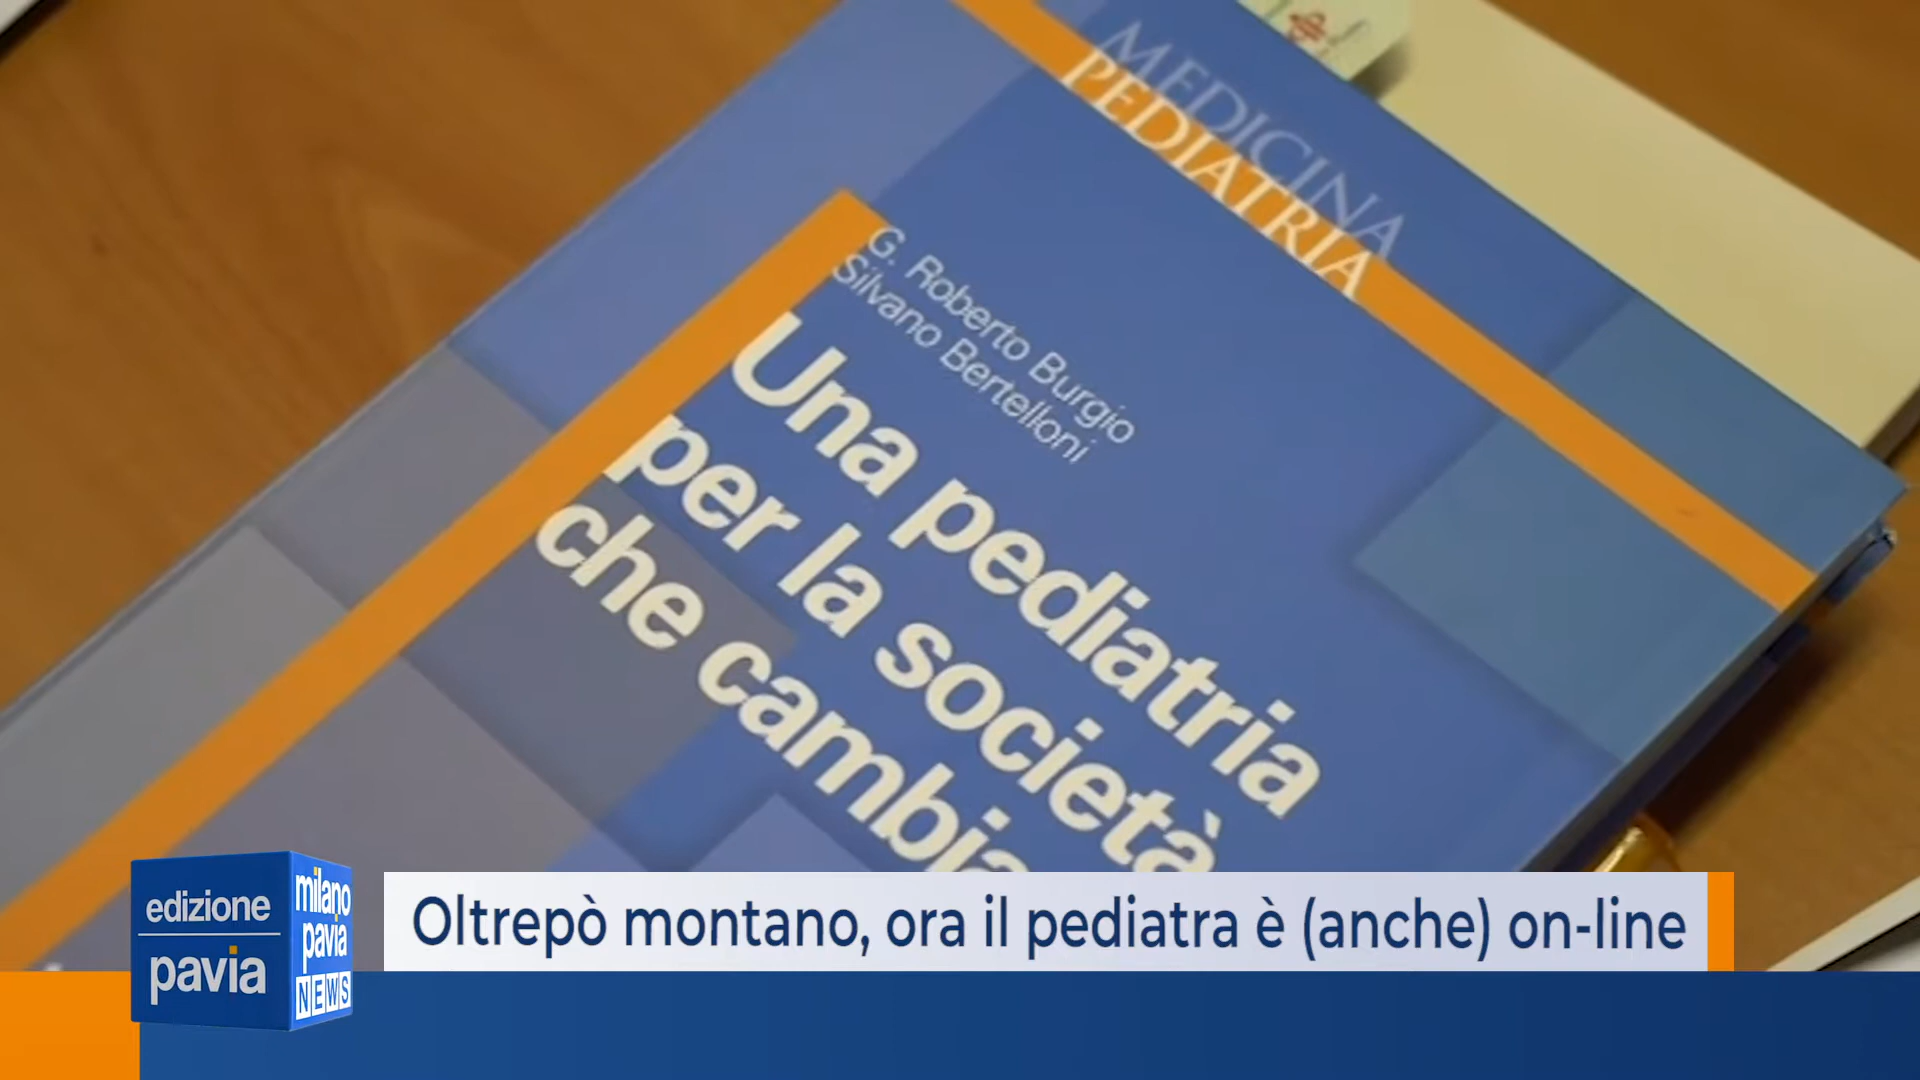 MEDICINA
PEDIATRIA
G. Roberto Burgio
Silvano Bertelloni
Una pediatria
per la società
che cambia
edizione
pavia
milano
pavia
NEWS
Oltrepò montano, ora il pediatra è (anche) on-line